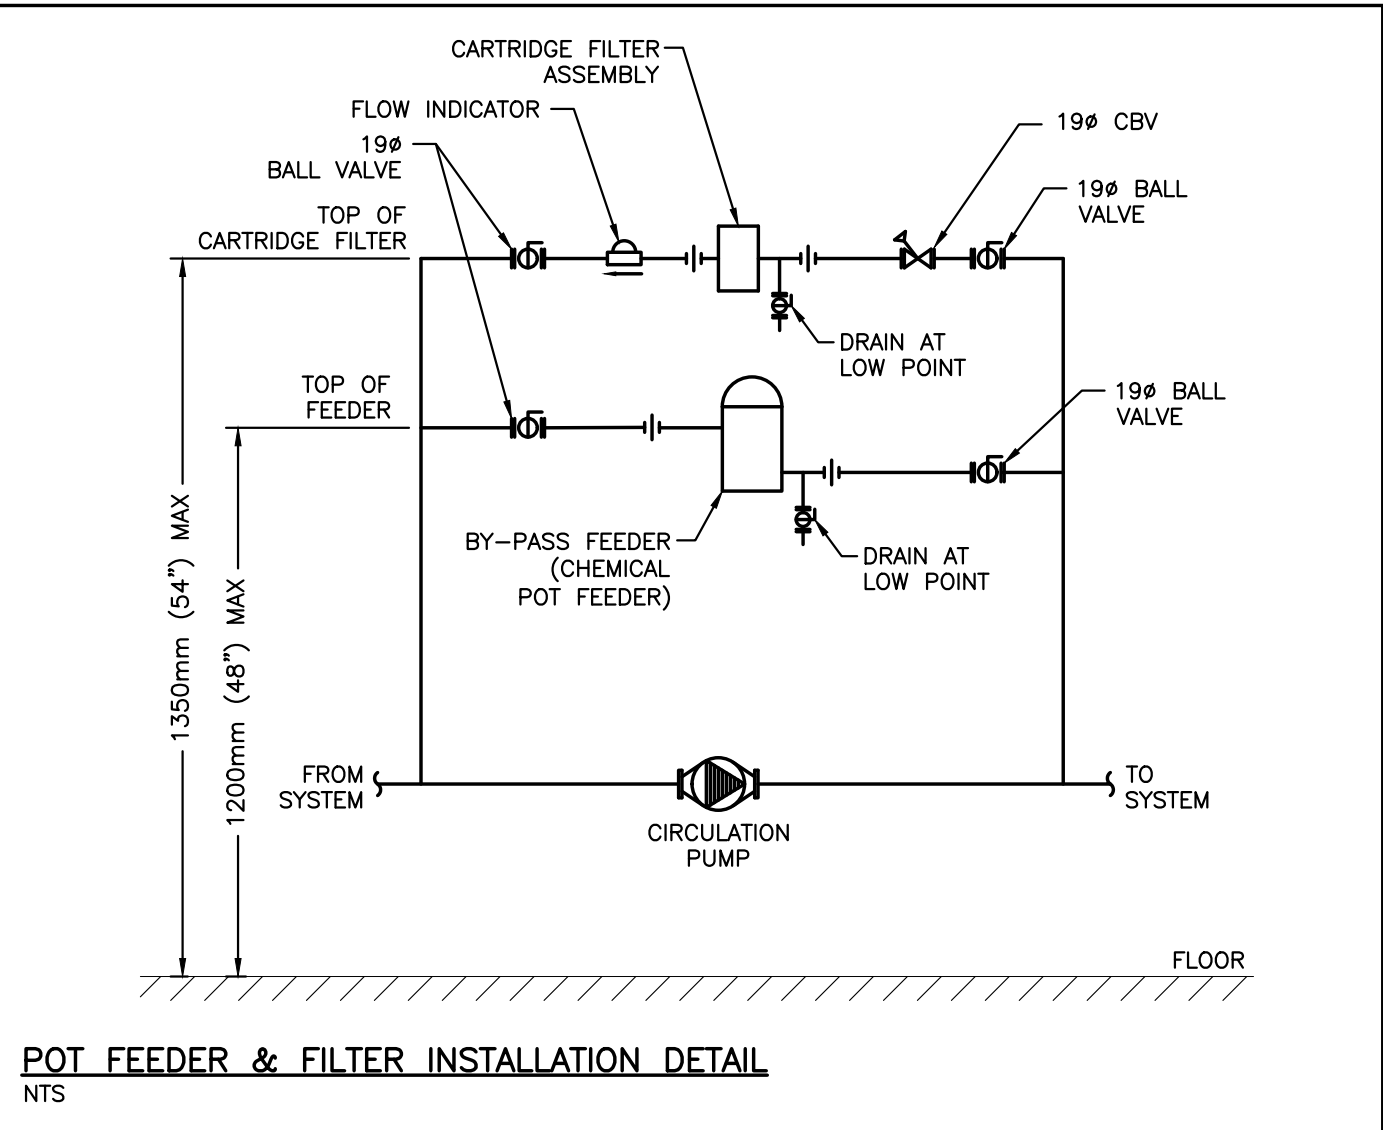 CARTRIDGE FILTER
ASSEMBLY
FLOW INDICATOR
19ø
BALL VALVE
19ø CBV
19ø BALL
VALVE
TOP OF
CARTRIDGE FILTER
DRAIN AT
LOW POINT
TOP OF
FEEDER
19ø BALL
VALVE
BY-PASS FEEDER
(CHEMICAL
POT FEEDER)
DRAIN AT
LOW POINT
1350mm (54") MAX
1200mm (48") MAX
FROM
SYSTEM
TO
SYSTEM
CIRCULATION
PUMP
FLOOR
POT FEEDER & FILTER INSTALLATION DETAIL
NTS